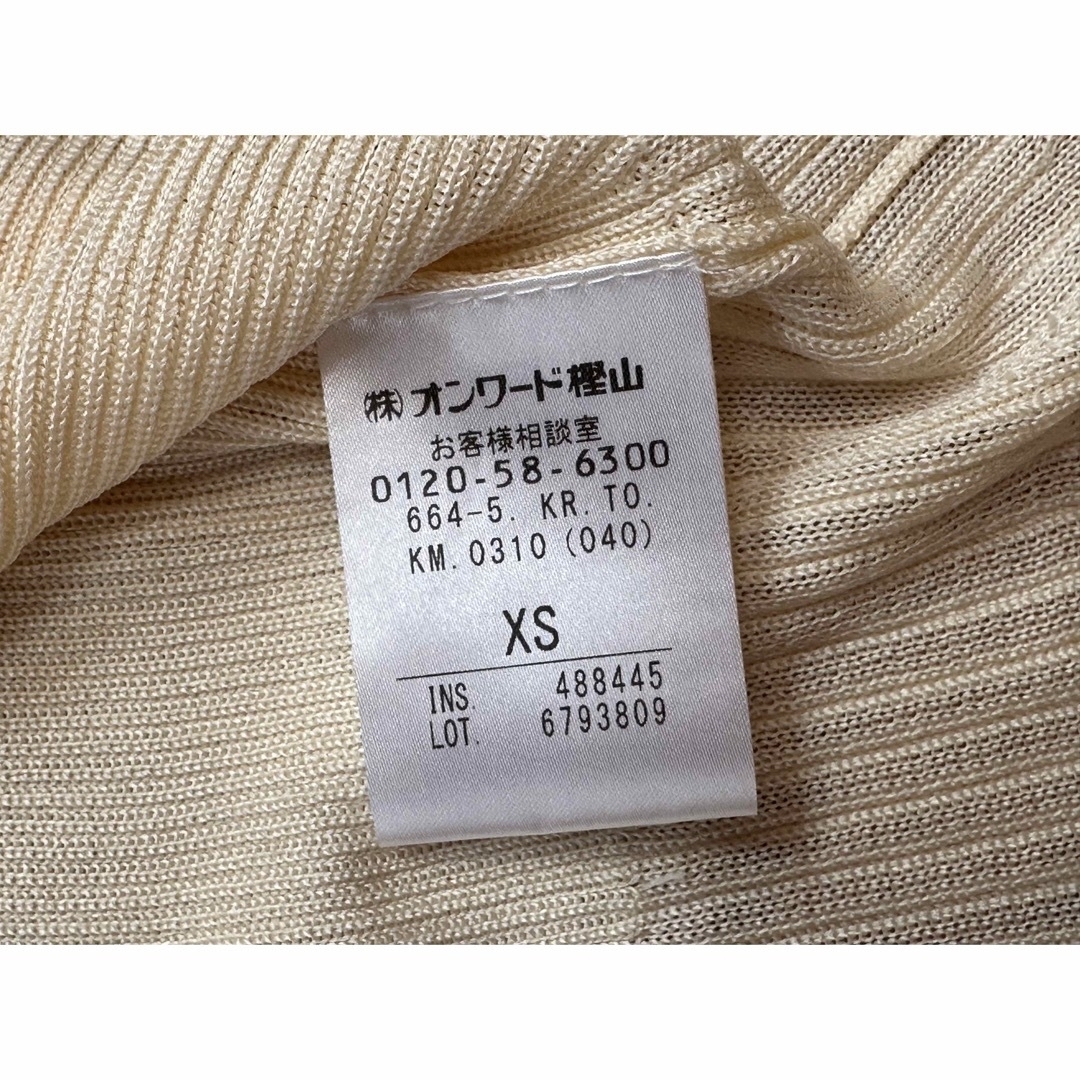 ㈱オンワード樫山
お客様相談室
0120-58-6300
664-5. KR. TO.
KM. 0310 (040)
XS
INS. 488445
LOT. 6793809